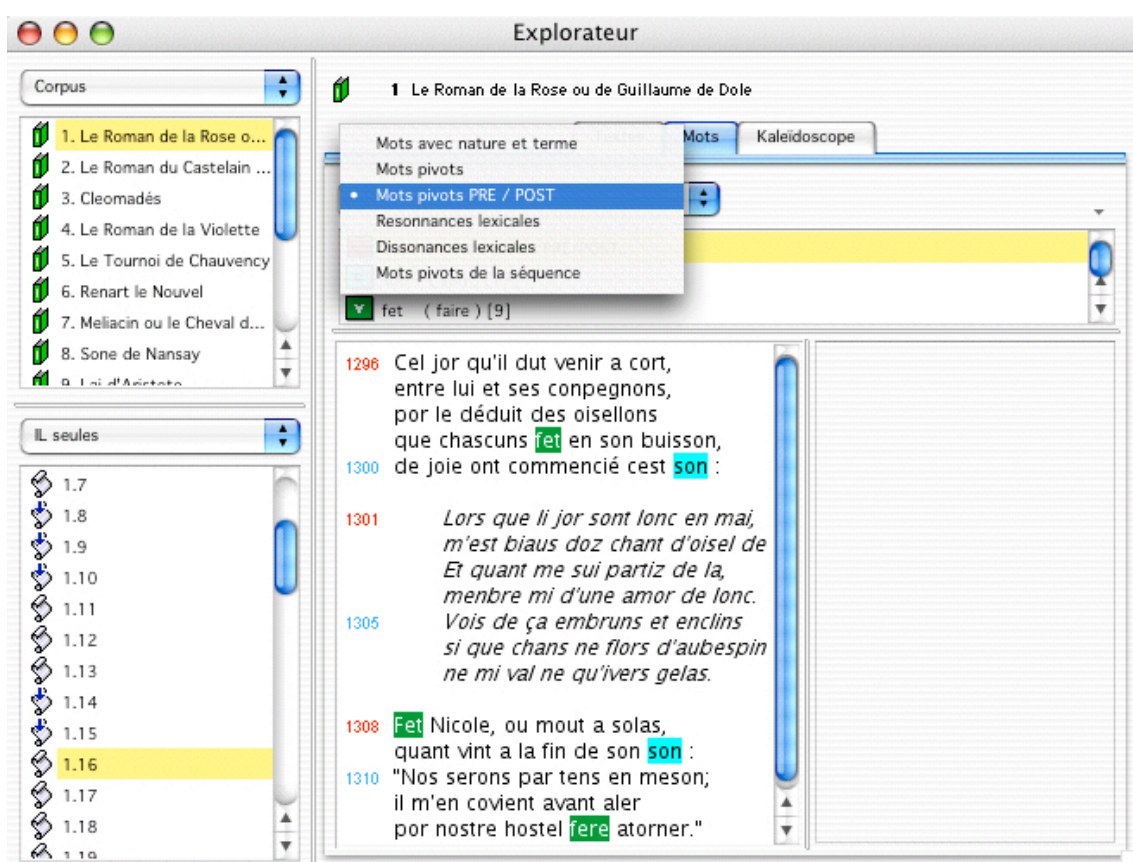 Explorateur
Corpus
1. Le Roman de la Rose o...
2. Le Roman du Castelain ...
3. Cleomadés
4. Le Roman de la Violette
5. Le Tournoi de Chauvency
6. Renart le Nouvel
7. Meliacin ou le Cheval d...
8. Sone de Nansay
9. Lai d'Aristote
IL seules
1.7
1.8
1.9
1.10
1.11
1.12
1.13
1.14
1.15
1.16
1.17
1.18
1.19
1 Le Roman de la Rose ou de Guillaume de Dole
Mots
Kaleïdoscope
Mots avec nature et terme
Mots pivots
• Mots pivots PRE / POST
Resonnances lexicales
Dissonances lexicales
Mots pivots de la séquence
fet ( faire ) [9]
1296 Cel jor qu'il dut venir a cort,
entre lui et ses conpegnons,
por le déduit des oisellons
que chascuns fet en son buisson,
1300 de joie ont commencié cest son :
1301 Lors que li jor sont lonc en mai,
m'est biaus doz chant d'oisel de
Et quant me sui partiz de la,
menbre mi d'une amor de lonc.
1305 Vois de ça embruns et enclins
si que chans ne flors d'aubespin
ne mi val ne qu'ivers gelas.
1308 Fet Nicole, ou mout a solas,
quant vint a la fin de son son :
1310 "Nos serons par tens en meson;
il m'en covient avant aler
por nostre hostel fere atorner."